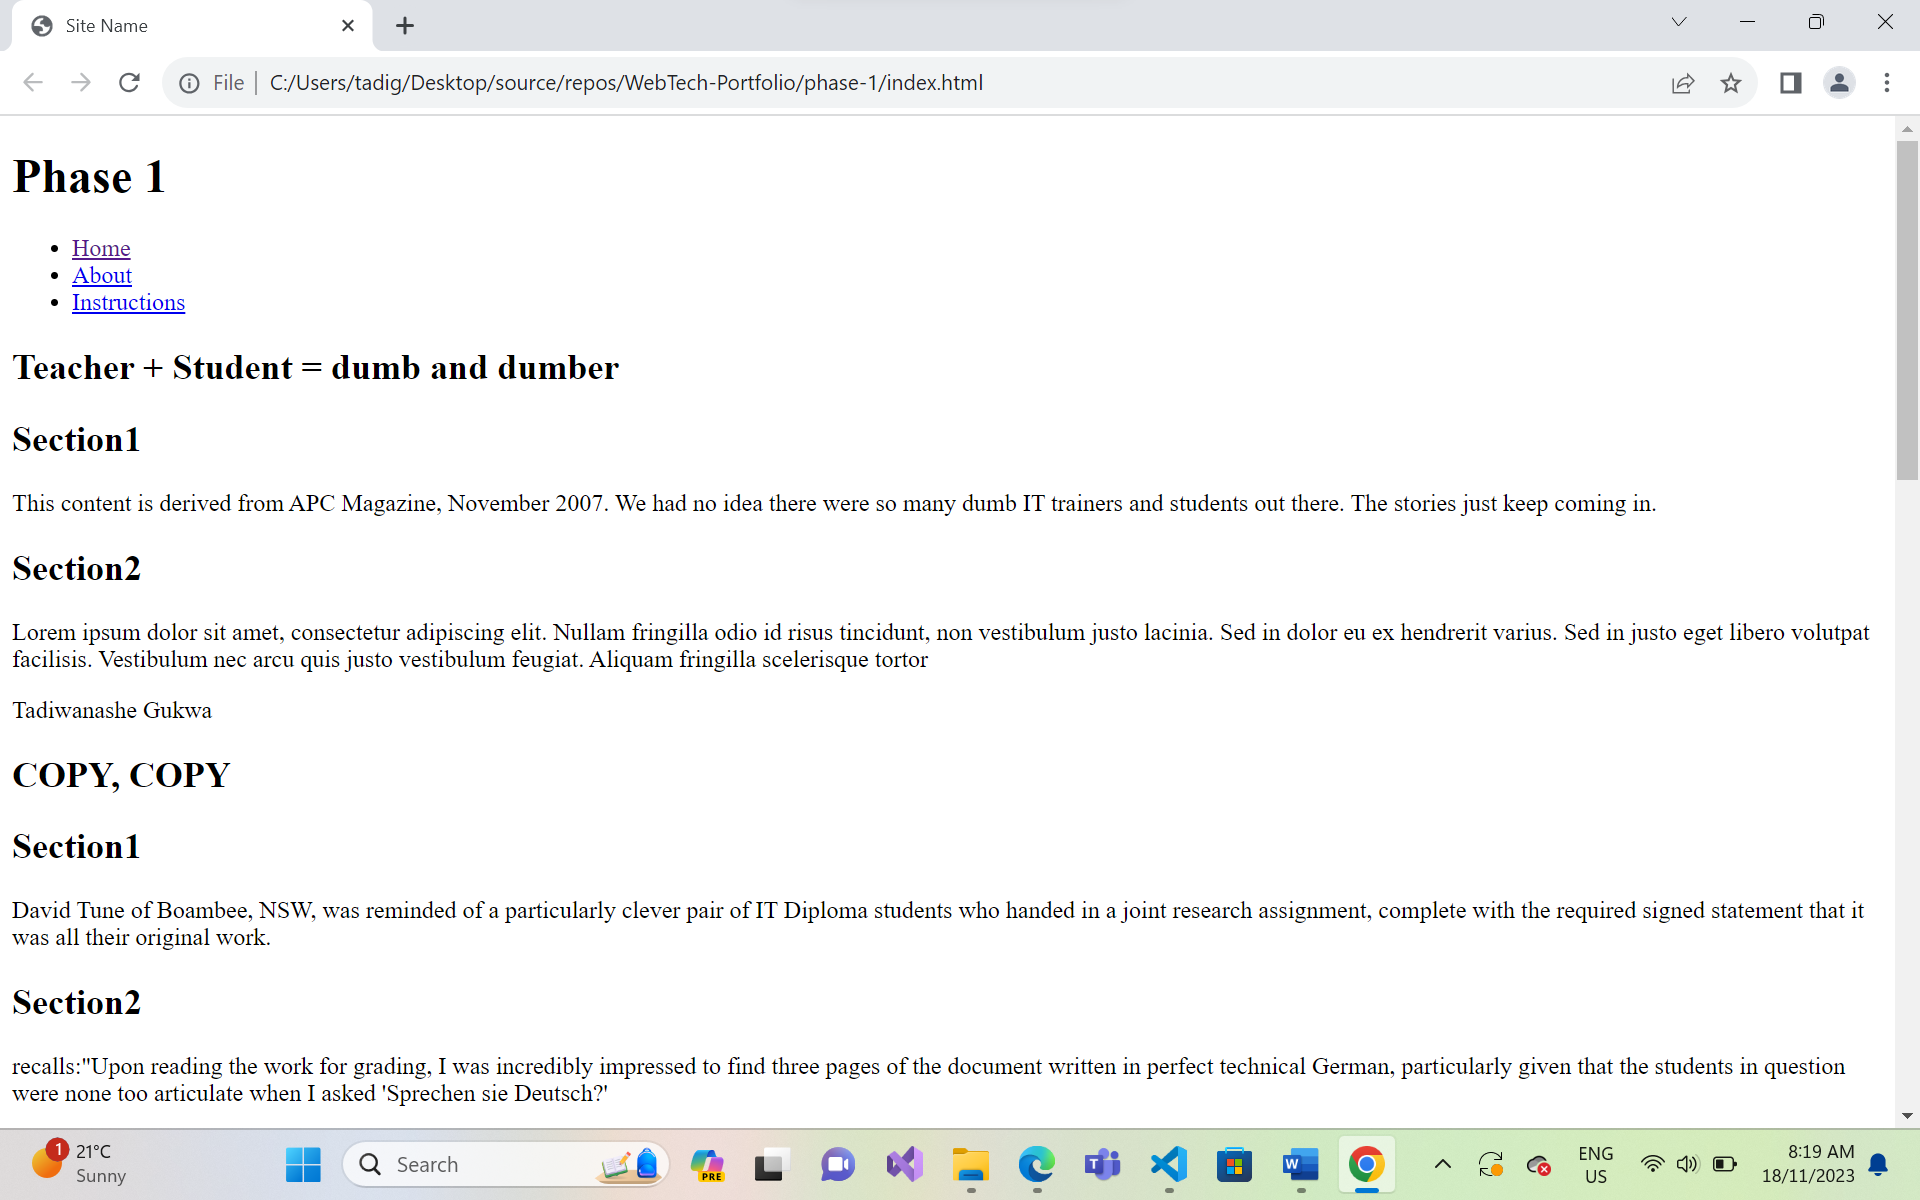 Site Name
File
C:/Users/tadig/Desktop/source/repos/WebTech-Portfolio/phase-1/index.html
Phase 1
Home
About
Instructions
Teacher + Student = dumb and dumber
Section1
This content is derived from APC Magazine, November 2007. We had no idea there were so many dumb IT trainers and students out there. The stories just keep coming in.
Section2
Lorem ipsum dolor sit amet, consectetur adipiscing elit. Nullam fringilla odio id risus tincidunt, non vestibulum justo lacinia. Sed in dolor eu ex hendrerit varius. Sed in justo eget libero volutpat
facilisis. Vestibulum nec arcu quis justo vestibulum feugiat. Aliquam fringilla scelerisque tortor
Tadiwanashe Gukwa
COPY, COPY
Section1
David Tune of Boambee, NSW, was reminded of a particularly clever pair of IT Diploma students who handed in a joint research assignment, complete with the required signed statement that it
was all their original work.
Section2
recalls:"Upon reading the work for grading, I was incredibly impressed to find three pages of the document written in perfect technical German, particularly given that the students in question
were none too articulate when I asked 'Sprechen sie Deutsch?'
1
21°C
Sunny
Search
PRE
ENG
US
8:19 AM
18/11/2023